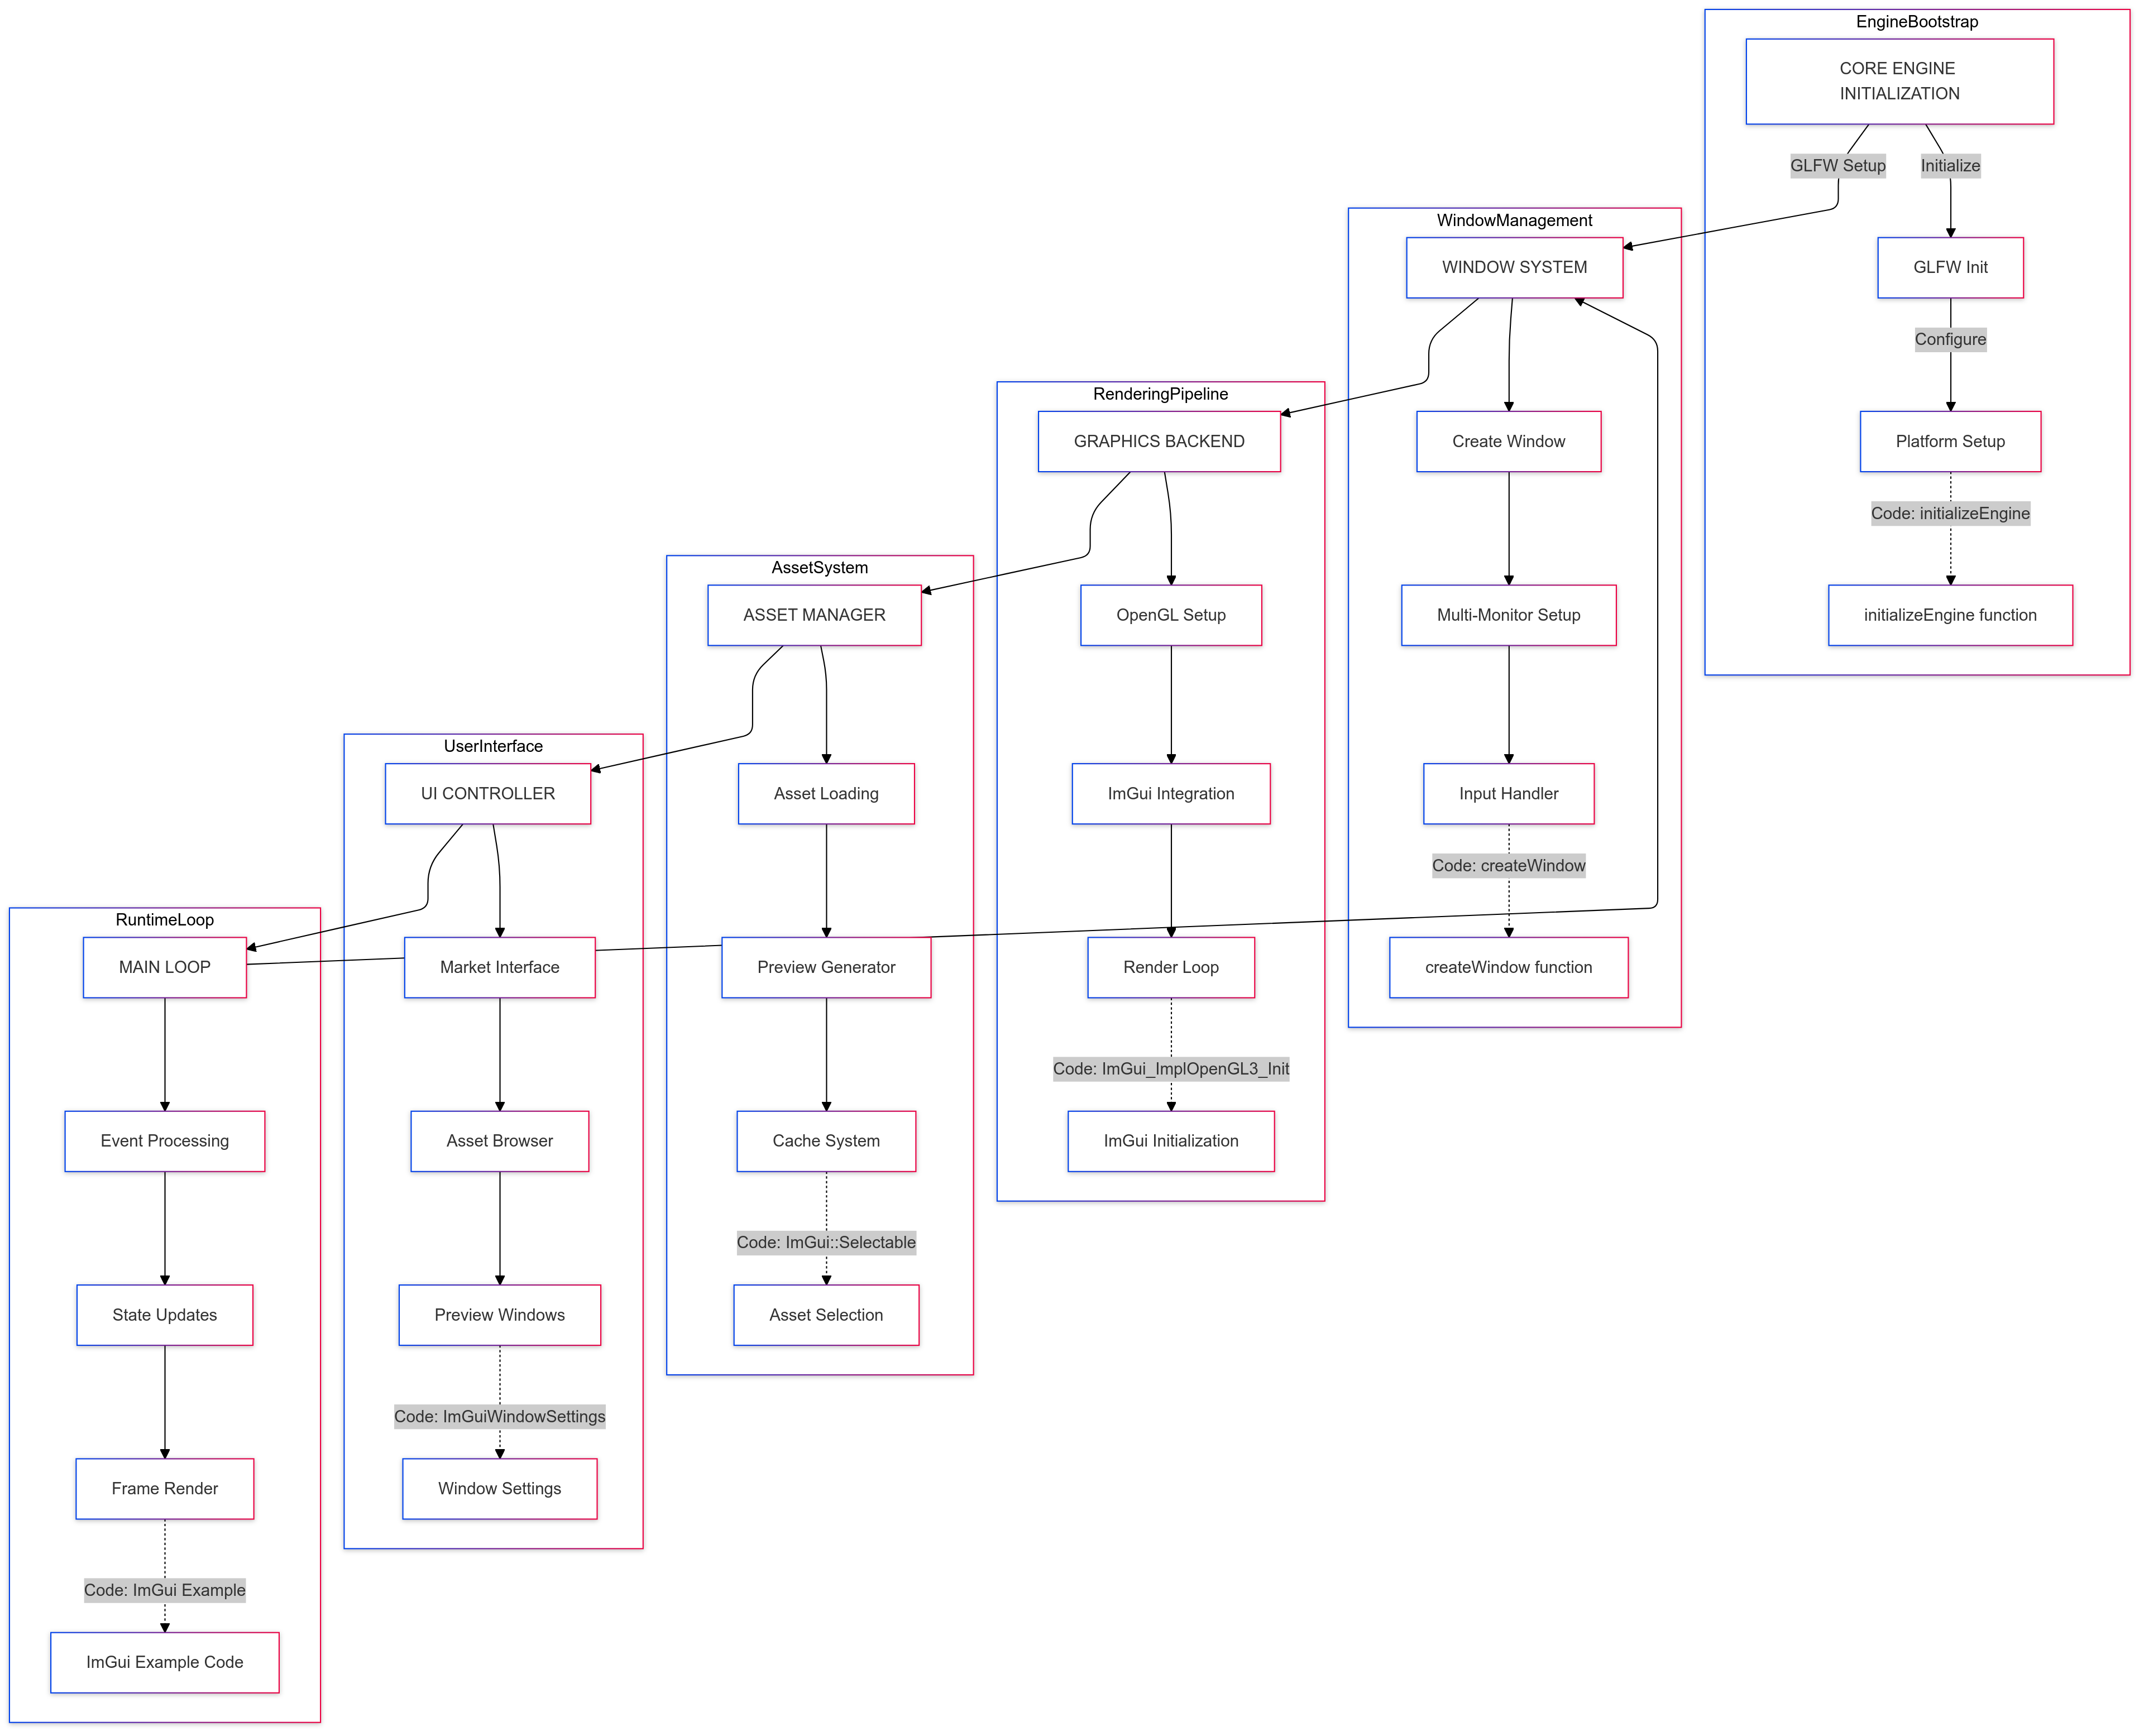 EngineBootstrap
CORE ENGINE
INITIALIZATION
GLFW Setup
Initialize
GLFW Init
Configure
Platform Setup
Code: initializeEngine
initializeEngine function
WindowManagement
WINDOW SYSTEM
Create Window
Multi-Monitor Setup
Input Handler
Code: createWindow
createWindow function
RenderingPipeline
GRAPHICS BACKEND
OpenGL Setup
ImGui Integration
Render Loop
Code: ImGui_ImplOpenGL3_Init
ImGui Initialization
AssetSystem
ASSET MANAGER
Asset Loading
Preview Generator
Cache System
Code: ImGui::Selectable
Asset Selection
UserInterface
UI CONTROLLER
Market Interface
Asset Browser
Preview Windows
Code: ImGuiWindowSettings
Window Settings
RuntimeLoop
MAIN LOOP
Event Processing
State Updates
Frame Render
Code: ImGui Example
ImGui Example Code